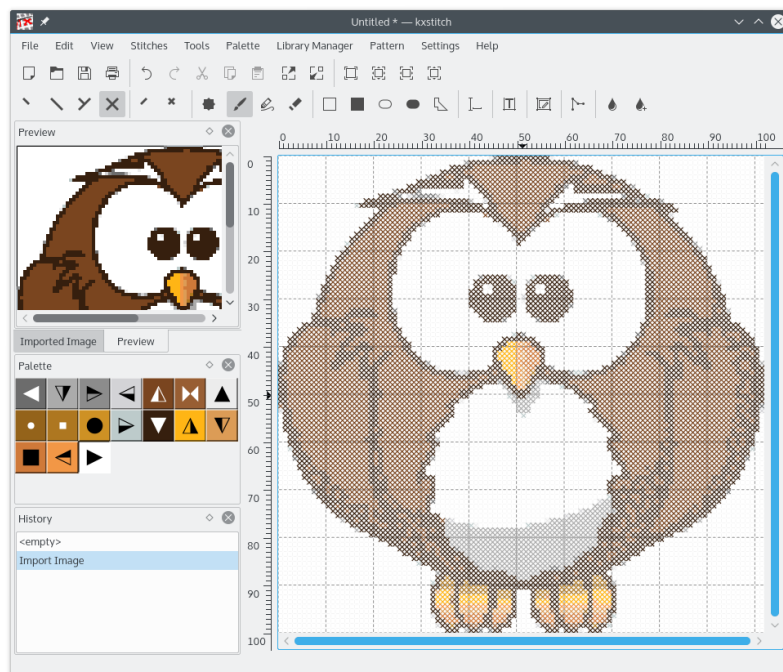 Untitled * — kxstitch
File Edit View Stitches Tools Palette Library Manager Pattern Settings Help
Preview
0 10 20 30 40 50 60 70 80 90 100
0
10
20
30
40
50
60
70
80
90
100
Imported Image Preview
Palette
History
<empty>
Import Image